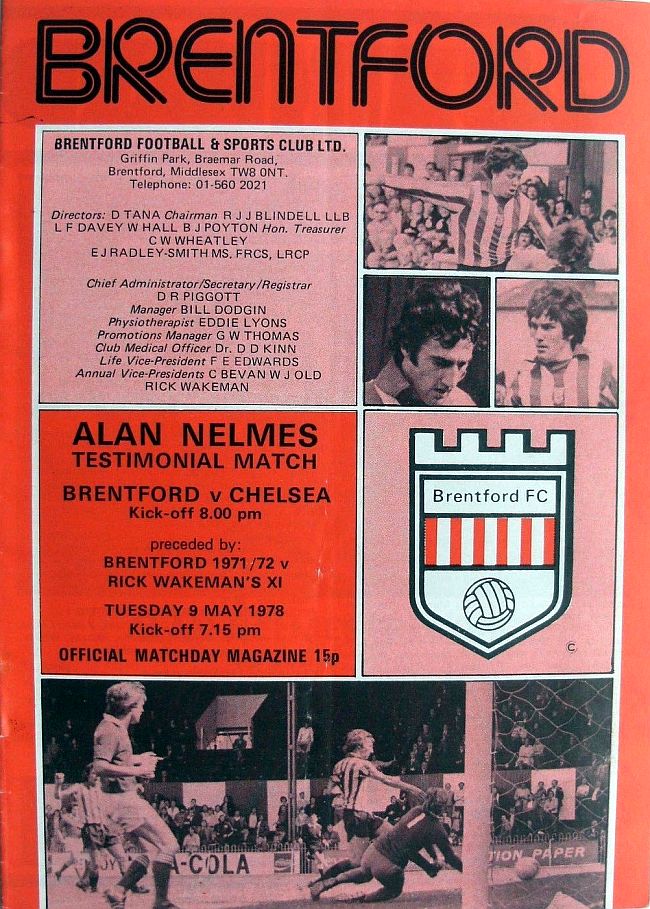 BRENTFORD
BRENTFORD FOOTBALL & SPORTS CLUB LTD.
Griffin Park, Braemar Road,
Brentford, Middlesex TW8 0NT.
Telephone: 01-560 2021
Directors: D TANA Chairman R J J BLINDELL LLB
L F DAVEY W HALL B J POYTON Hon. Treasurer
C W WHEATLEY
E J RADLEY-SMITH MS, FRCS, LRCP
Chief Administrator/Secretary/Registrar
D R PIGGOTT
Manager BILL DODGIN
Physiotherapist EDDIE LYONS
Promotions Manager G W THOMAS
Club Medical Officer Dr. D D KINN
Life Vice-President F E EDWARDS
Annual Vice-Presidents C BEVAN W J OLD
RICK WAKEMAN
ALAN NELMES
TESTIMONIAL MATCH
BRENTFORD v CHELSEA
Kick-off 8.00 pm
preceded by:
BRENTFORD 1971/72 v
RICK WAKEMAN'S XI
TUESDAY 9 MAY 1978
Kick-off 7.15 pm
OFFICIAL MATCHDAY MAGAZINE 15p
Brentford FC
©
A-COLA
TION PAPER